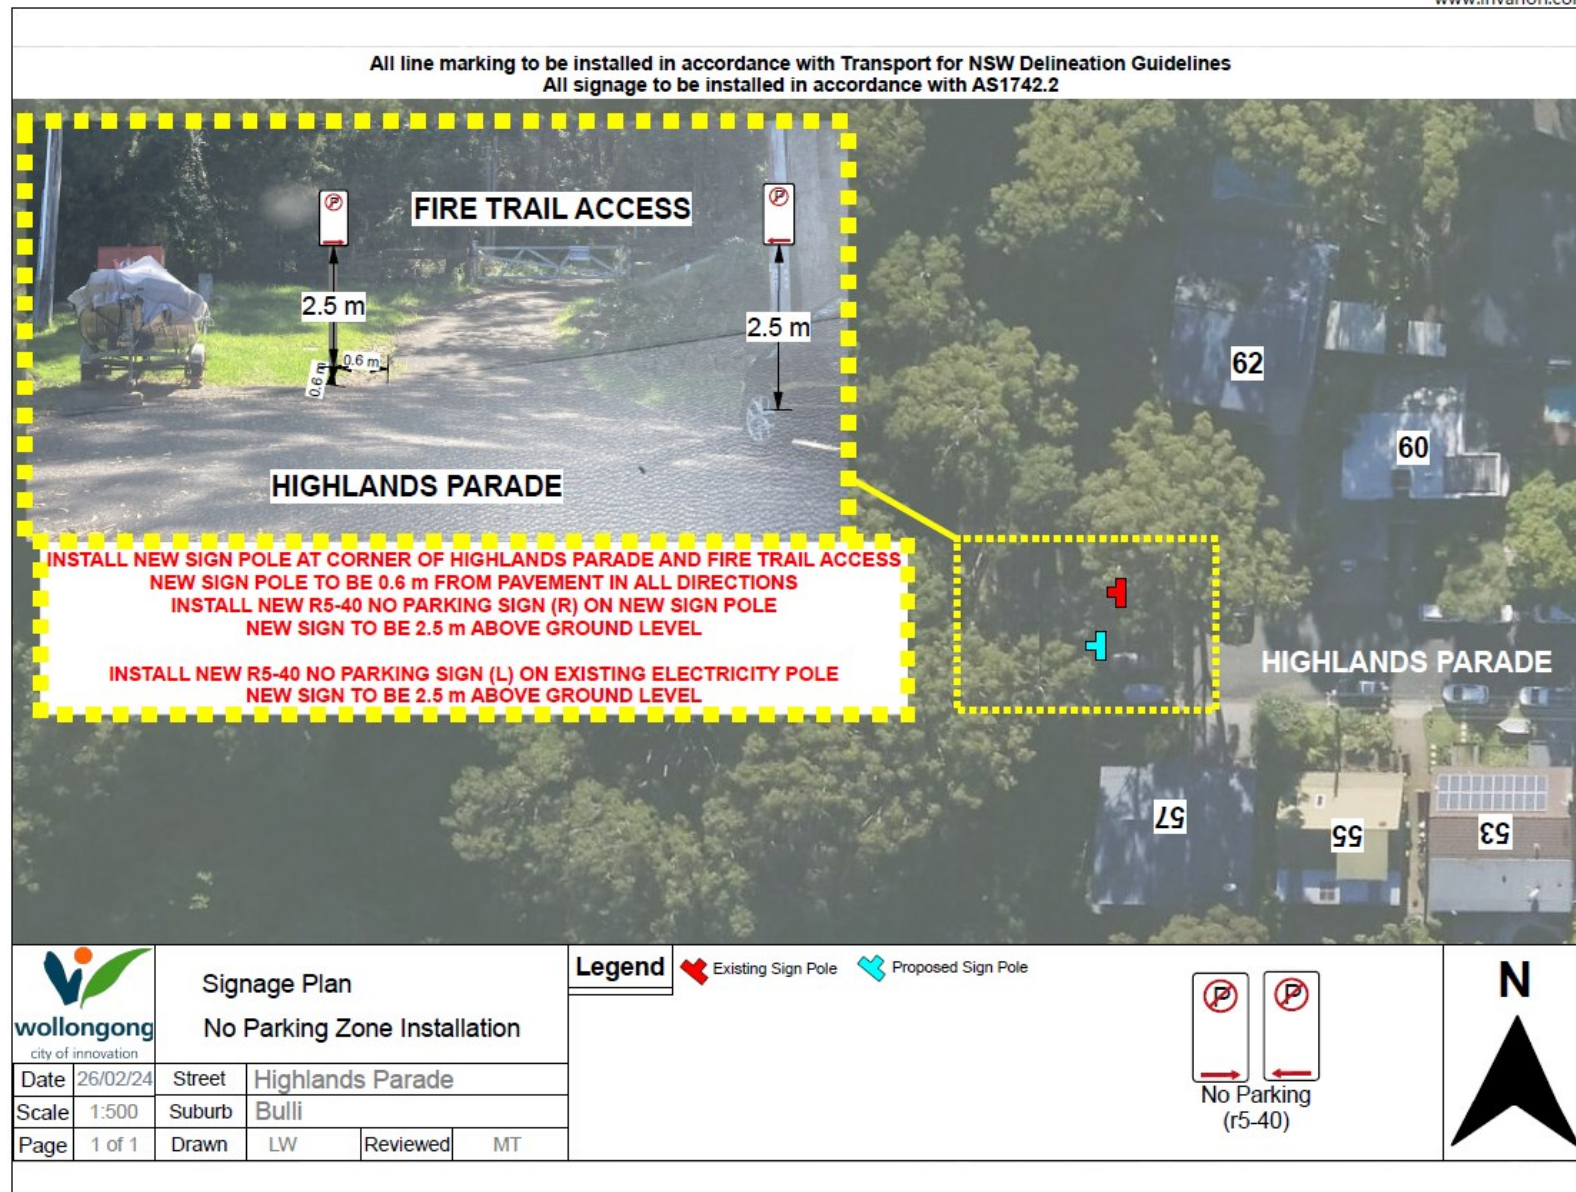 All line marking to be installed in accordance with Transport for NSW Delineation Guidelines
All signage to be installed in accordance with AS1742.2
P
FIRE TRAIL ACCESS
P
2.5 m
2.5 m
0.6 m
0.6 m
HIGHLANDS PARADE
62
60
INSTALL NEW SIGN POLE AT CORNER OF HIGHLANDS PARADE AND FIRE TRAIL ACCESS
NEW SIGN POLE TO BE 0.6 m FROM PAVEMENT IN ALL DIRECTIONS
INSTALL NEW R5-40 NO PARKING SIGN (R) ON NEW SIGN POLE
NEW SIGN TO BE 2.5 m ABOVE GROUND LEVEL
INSTALL NEW R5-40 NO PARKING SIGN (L) ON EXISTING ELECTRICITY POLE
NEW SIGN TO BE 2.5 m ABOVE GROUND LEVEL
HIGHLANDS PARADE
57
55
53
wollongong
city of innovation
Signage Plan
No Parking Zone Installation
Date 26/02/24 Street Highlands Parade
Scale 1:500 Suburb Bulli
Page 1 of 1 Drawn LW Reviewed MT
Legend Existing Sign Pole Proposed Sign Pole
P P
No Parking
(r5-40)
N